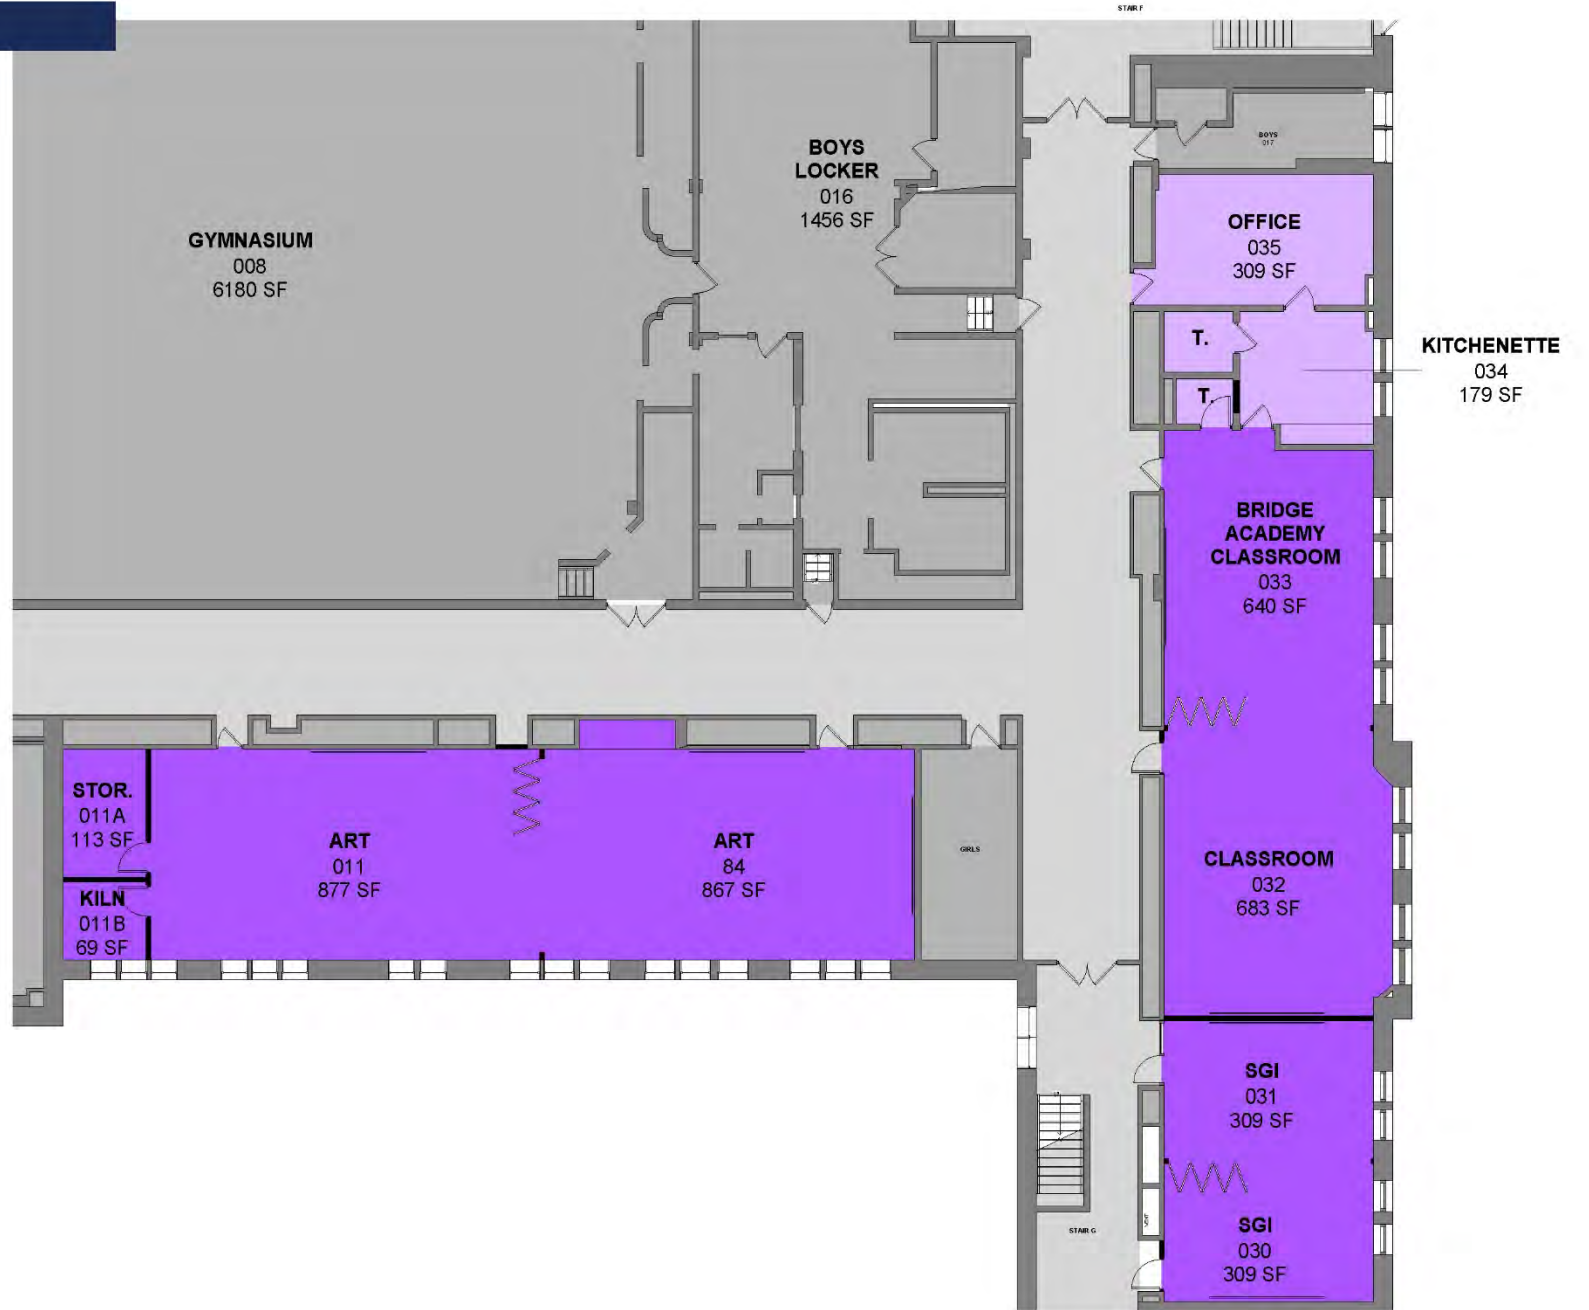 STAIR F
GYMNASIUM
008
6180 SF
BOYS
LOCKER
016
1456 SF
BOYS
017
OFFICE
035
309 SF
T.
T.
KITCHENETTE
034
179 SF
BRIDGE
ACADEMY
CLASSROOM
033
640 SF
STOR.
011A
113 SF
KILN
011B
69 SF
ART
011
877 SF
ART
84
867 SF
GIRLS
CLASSROOM
032
683 SF
SGI
031
309 SF
SGI
030
309 SF
STAIR G